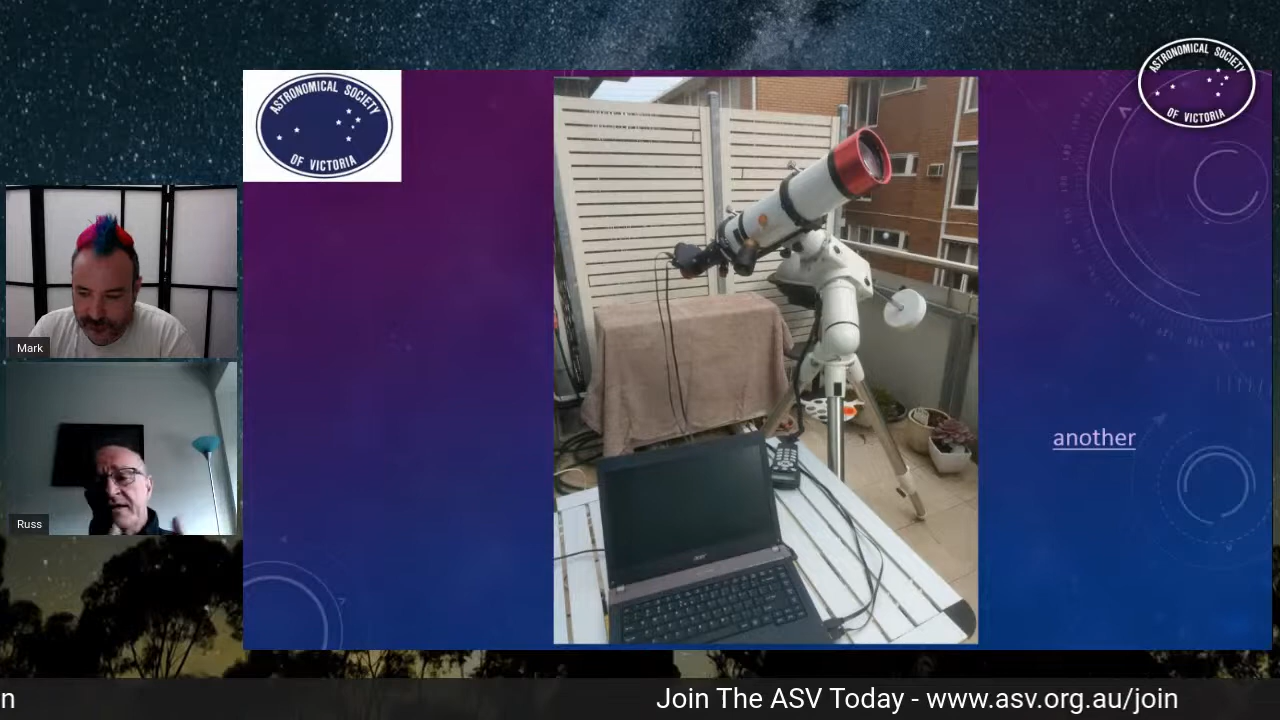 ASTRONOMICAL SOCIETY
OF VICTORIA
ASTRONOMICAL SOCIETY
OF VICTORIA
Mark
Russ
another
acer
n
Join The ASV Today - www.asv.org.au/join